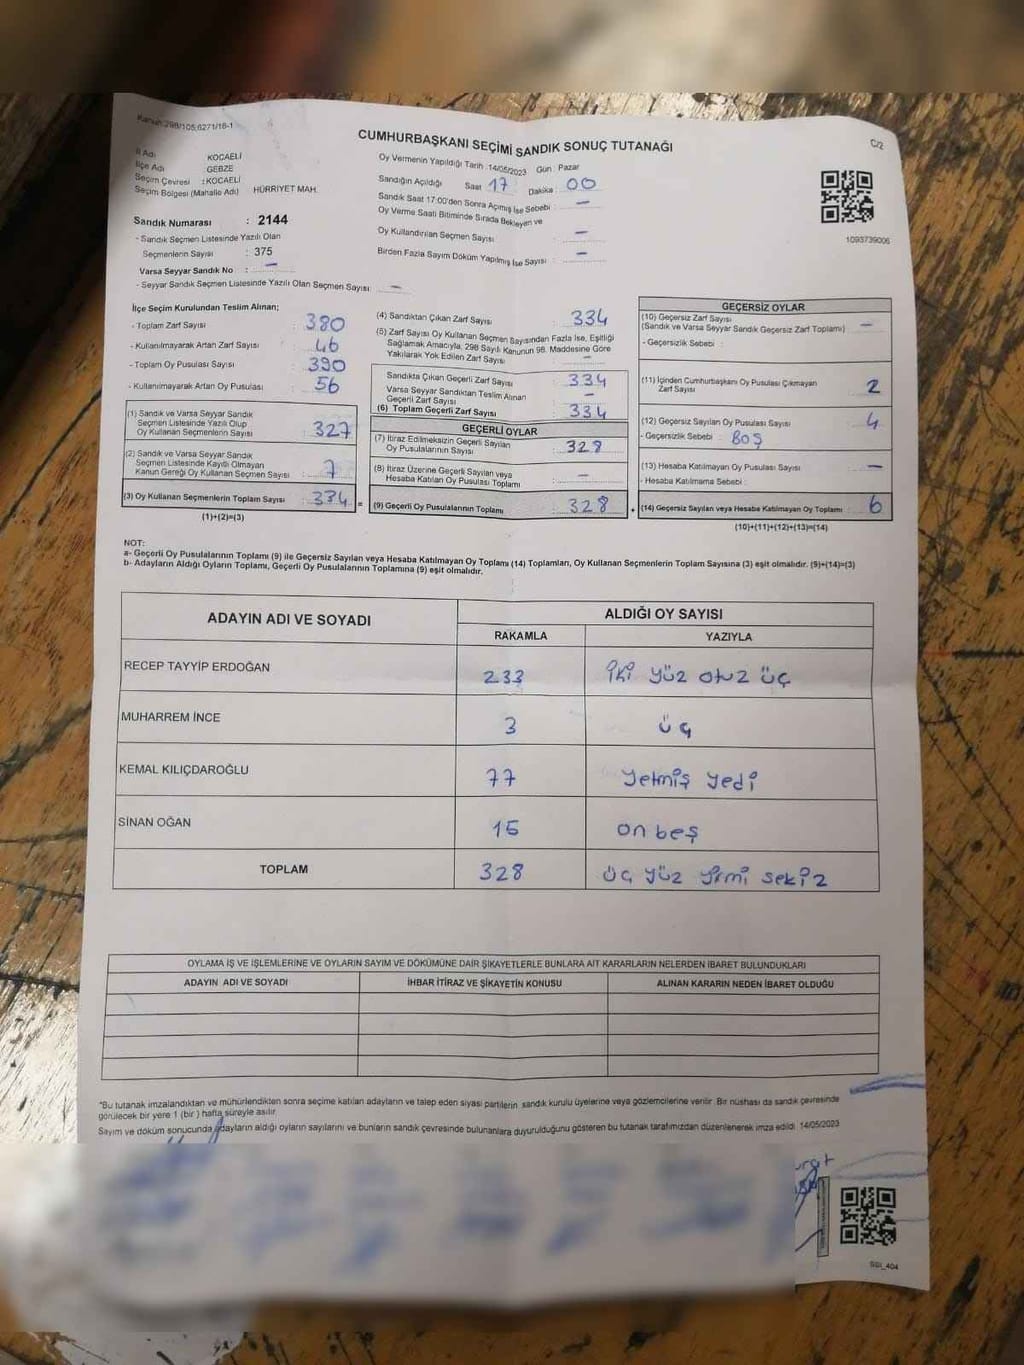 Kanun:298/105;6271/16-1
C/2
CUMHURBAŞKANI SEÇİMİ SANDIK SONUÇ TUTANAĞI
İl Adı KOCAELİ
İlçe Adı GEBZE
Seçim Çevresi : KOCAELİ
Seçim Bölgesi (Mahalle Adı) HÜRRİYET MAH.
Oy Vermenin Yapıldığı Tarih : 14/05/2023 Gün : Pazar
Sandığın Açıldığı Saat 17 Dakika : 00
Sandık Saat 17:00'den Sonra Açılmış İse Sebebi : —
Oy Verme Saati Bitiminde Sırada Bekleyen ve
Oy Kullandırılan Seçmen Sayısı : —
Birden Fazla Sayım Döküm Yapılmış İse Sayısı : —
1093739006
Sandık Numarası : 2144
- Sandık Seçmen Listesinde Yazılı Olan
Seçmenlerin Sayısı : 375
Varsa Seyyar Sandık No : —
- Seyyar Sandık Seçmen Listesinde Yazılı Olan Seçmen Sayısı : —
İlçe Seçim Kurulundan Teslim Alınan;
- Toplam Zarf Sayısı : 380
- Kullanılmayarak Artan Zarf Sayısı : 46
- Toplam Oy Pusulası Sayısı : 390
- Kullanılmayarak Artan Oy Pusulası : 56
(1) Sandık ve Varsa Seyyar Sandık
Seçmen Listesinde Yazılı Olup
Oy Kullanan Seçmenlerin Sayısı : 327
(2) Sandık ve Varsa Seyyar Sandık
Seçmen Listesinde Kayıtlı Olmayan
Kanun Gereği Oy Kullanan Seçmen Sayısı : 7
(3) Oy Kullanan Seçmenlerin Toplam Sayısı : 334 =
(1)+(2)=(3)
(4) Sandıktan Çıkan Zarf Sayısı : 334
(5) Zarf Sayısı Oy Kullanan Seçmen Sayısından Fazla İse, Eşitliği
Sağlamak Amacıyla, 298 Sayılı Kanunun 98. Maddesine Göre
Yakılarak Yok Edilen Zarf Sayısı : —
Sandıkta Çıkan Geçerli Zarf Sayısı : 334
Varsa Seyyar Sandıktan Teslim Alınan
Geçerli Zarf Sayısı : —
(6) Toplam Geçerli Zarf Sayısı : 334
GEÇERLİ OYLAR
(7) İtiraz Edilmeksizin Geçerli Sayılan
Oy Pusulalarının Sayısı : 328
(8) İtiraz Üzerine Geçerli Sayılan veya
Hesaba Katılan Oy Pusulası Toplamı : —
(9) Geçerli Oy Pusulalarının Toplamı : 328 +
GEÇERSİZ OYLAR
(10) Geçersiz Zarf Sayısı
(Sandık ve Varsa Seyyar Sandık Geçersiz Zarf Toplamı) : —
- Geçersizlik Sebebi :
(11) İçinden Cumhurbaşkanı Oy Pusulası Çıkmayan
Zarf Sayısı : 2
(12) Geçersiz Sayılan Oy Pusulası Sayısı : 4
- Geçersizlik Sebebi : BOŞ
(13) Hesaba Katılmayan Oy Pusulası Sayısı : —
- Hesaba Katılmama Sebebi :
(14) Geçersiz Sayılan veya Hesaba Katılmayan Oy Toplamı : 6
(10)+(11)+(12)+(13)=(14)
NOT:
a- Geçerli Oy Pusulalarının Toplamı (9) ile Geçersiz Sayılan veya Hesaba Katılmayan Oy Toplamı (14) Toplamları, Oy Kullanan Seçmenlerin Toplam Sayısına (3) eşit olmalıdır. (9)+(14)=(3)
b- Adayların Aldığı Oyların Toplamı, Geçerli Oy Pusulalarının Toplamına (9) eşit olmalıdır.
ADAYIN ADI VE SOYADI
ALDIĞI OY SAYISI
RAKAMLA YAZIYLA
RECEP TAYYİP ERDOĞAN 233 iki yüz otuz üç
MUHARREM İNCE 3 üç
KEMAL KILIÇDAROĞLU 77 yetmiş yedi
SİNAN OĞAN 15 on beş
TOPLAM 328 üç yüz yirmi sekiz
OYLAMA İŞ VE İŞLEMLERİNE VE OYLARIN SAYIM VE DÖKÜMÜNE DAİR ŞİKAYETLERLE BUNLARA AİT KARARLARIN NELERDEN İBARET BULUNDUKLARI
ADAYIN ADI VE SOYADI İHBAR İTİRAZ VE ŞİKAYETİN KONUSU ALINAN KARARIN NEDEN İBARET OLDUĞU
*Bu tutanak imzalandıktan ve mühürlendikten sonra seçime katılan adayların ve talep eden siyasi partilerin sandık kurulu üyelerine veya gözlemcilerine verilir. Bir nüshası da sandık çevresinde
görülecek bir yere 1 (bir) hafta süreyle asılır.
Sayım ve döküm sonucunda adayların aldığı oyların sayılarını ve bunların sandık çevresinde bulunanlara duyurulduğunu gösteren bu tutanak tarafımızdan düzenlenerek imza edildi. 14/05/2023